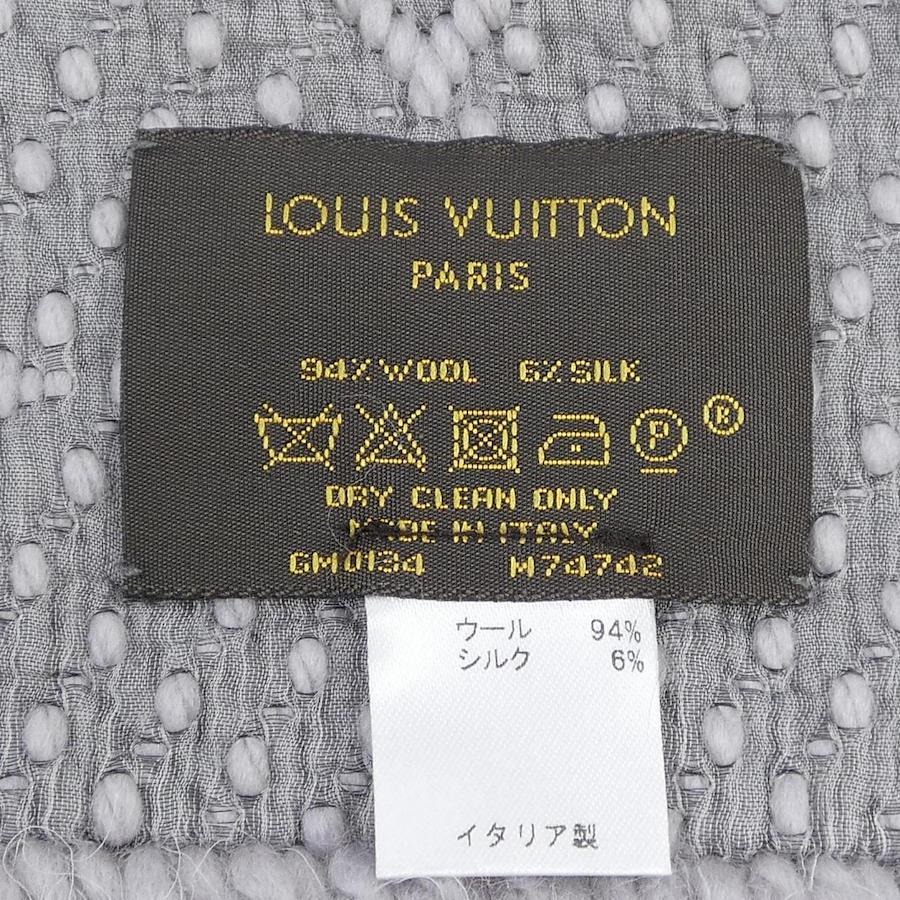 LOUIS VUITTON
PARIS
94% WOOL 6% SILK
P ®
DRY CLEAN ONLY
MADE IN ITALY
GM0134 M74742
ウール 94%
シルク 6%
イタリア製